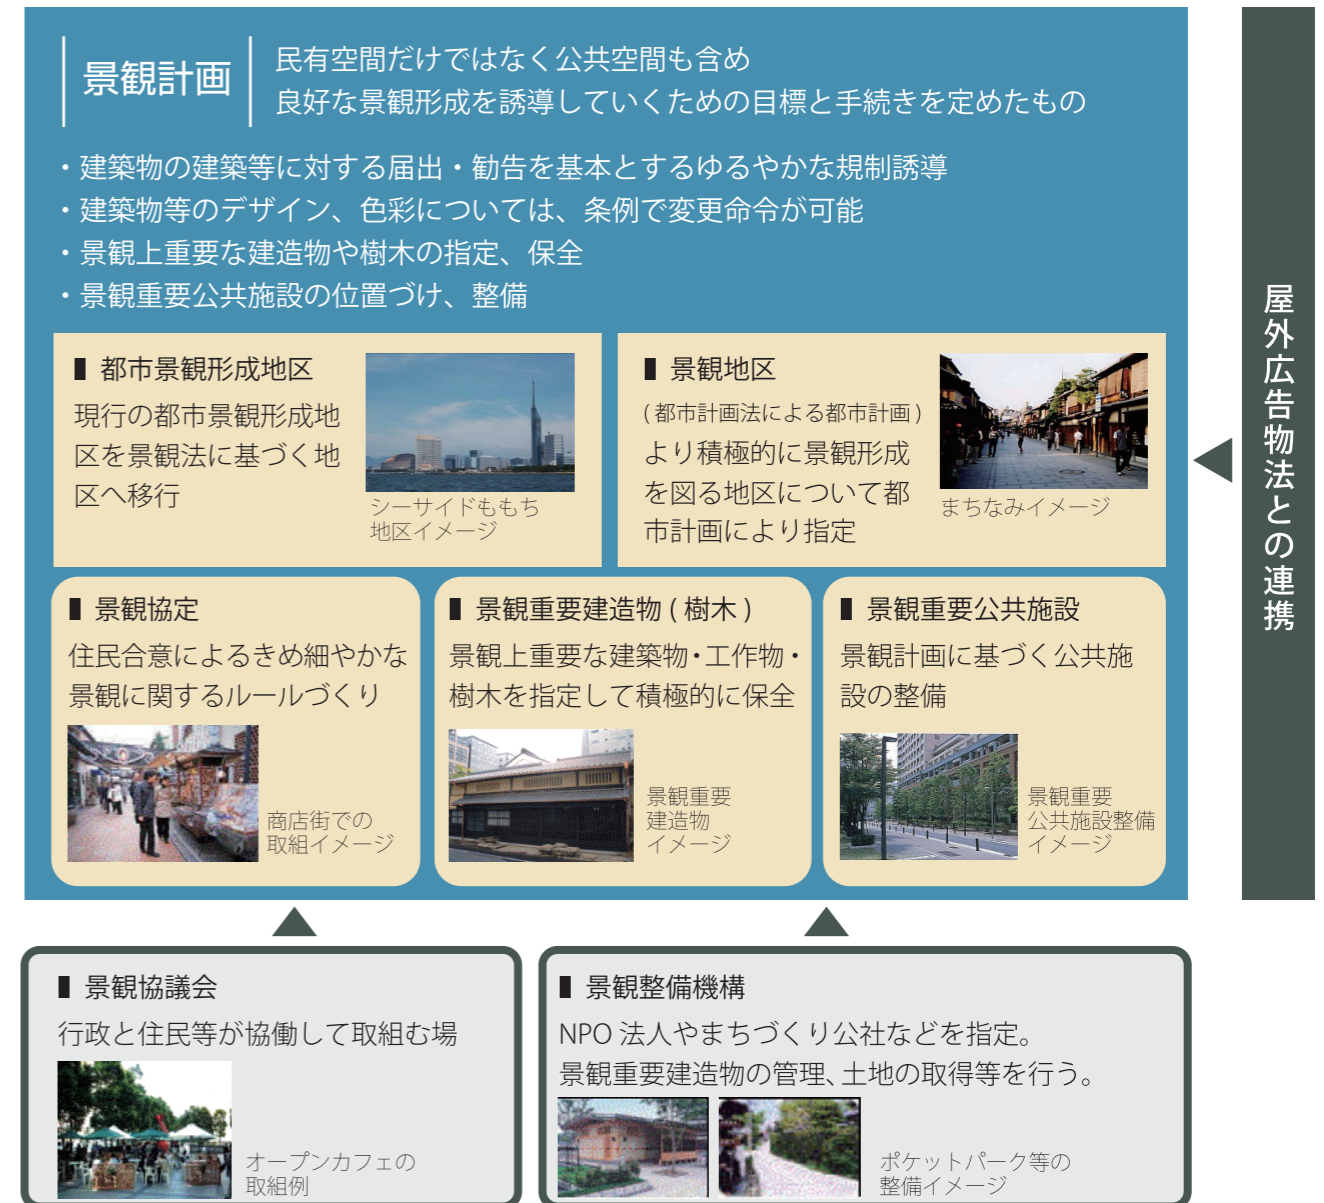 景観計画
民有空間だけではなく公共空間も含め
良好な景観形成を誘導していくための目標と手続きを定めたもの
・建築物の建築等に対する届出・勧告を基本とするゆるやかな規制誘導
・建築物等のデザイン、色彩については、条例で変更命令が可能
・景観上重要な建造物や樹木の指定、保全
・景観重要公共施設の位置づけ、整備
都市景観形成地区
現行の都市景観形成地
区を景観法に基づく地
区へ移行
シーサイドももち
地区イメージ
景観地区
(都市計画法による都市計画)
より積極的に景観形成
を図る地区について都
市計画により指定
まちなみイメージ
景観協定
住民合意によるきめ細やかな
景観に関するルールづくり
商店街での
取組イメージ
景観重要建造物(樹木)
景観上重要な建築物・工作物・
樹木を指定して積極的に保全
景観重要
建造物
イメージ
景観重要公共施設
景観計画に基づく公共施
設の整備
景観重要
公共施設整備
イメージ
屋外広告物法との連携
景観協議会
行政と住民等が協働して取組む場
オープンカフェの
取組例
景観整備機構
NPO 法人やまちづくり公社などを指定。
景観重要建造物の管理、土地の取得等を行う。
ポケットパーク等の
整備イメージ